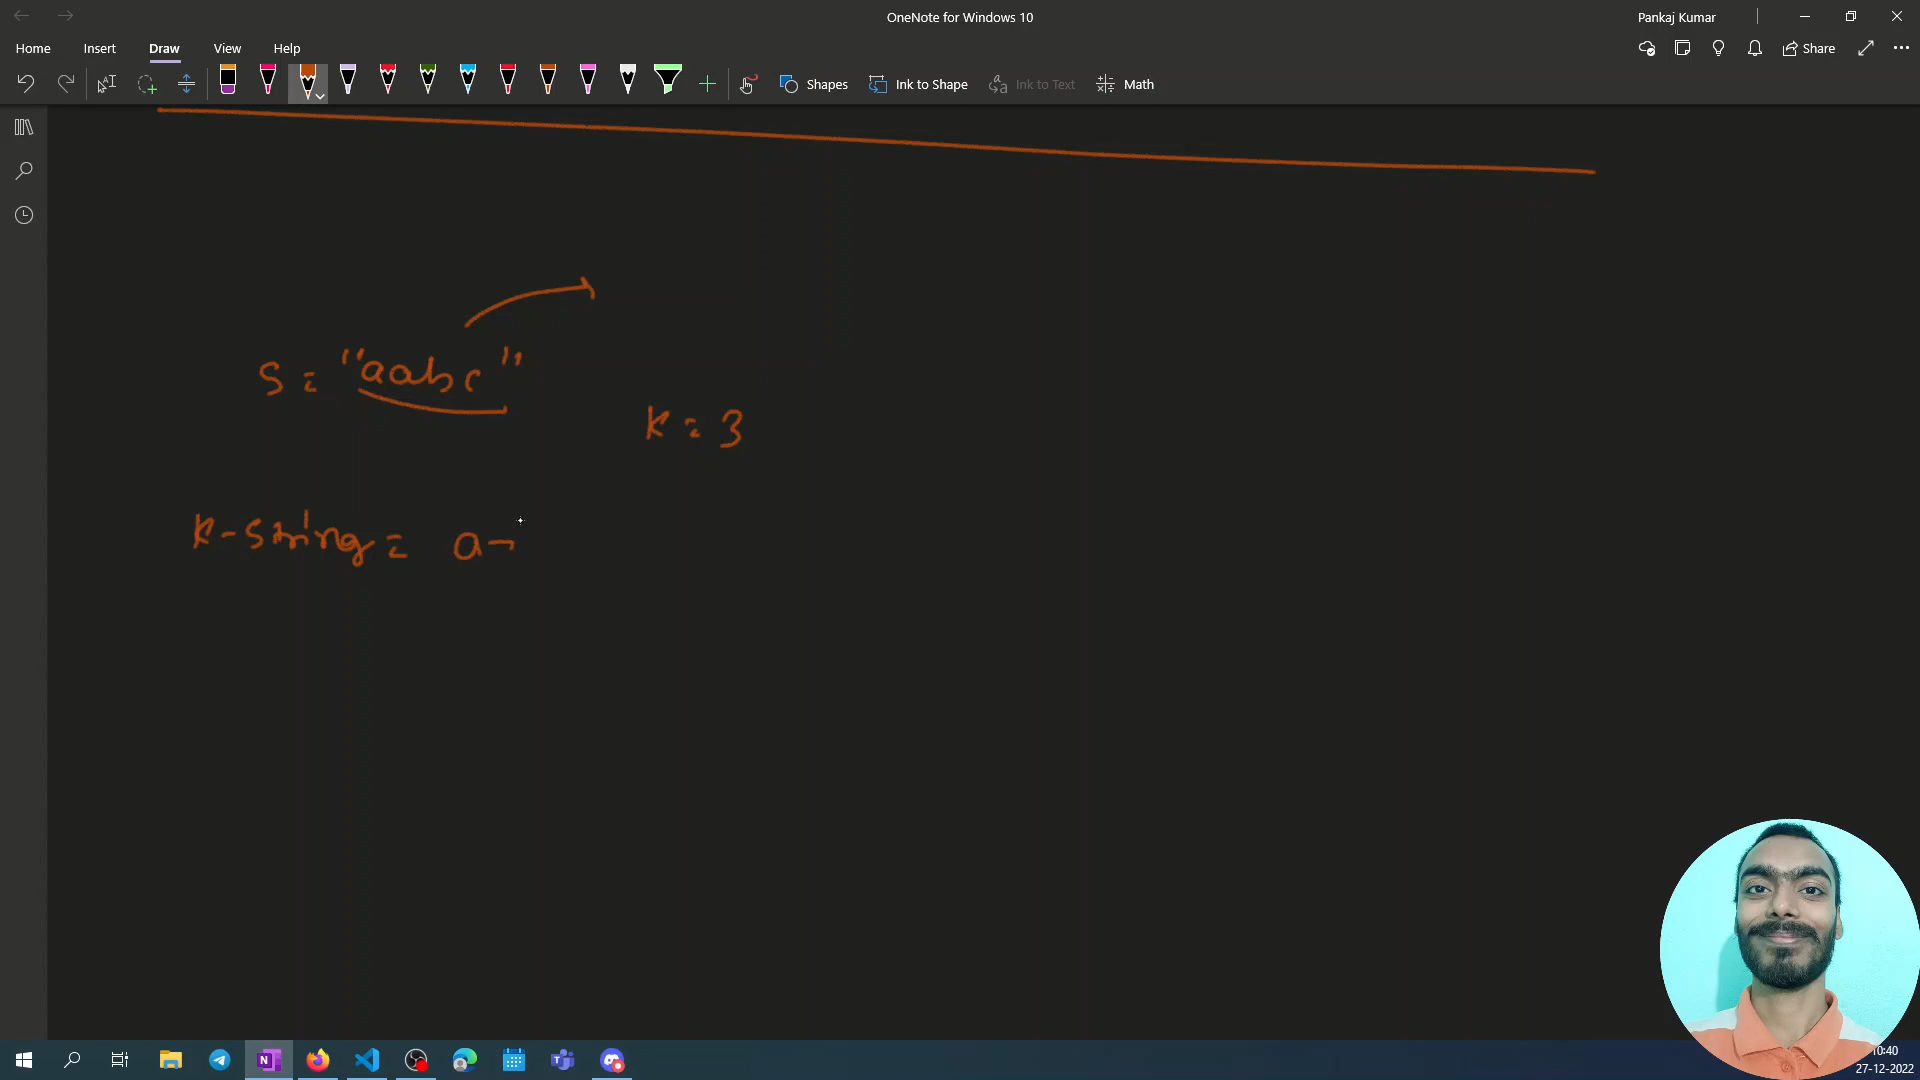 OneNote for Windows 10
Pankaj Kumar
Home Insert Draw View Help
Share
Shapes Ink to Shape Ink to Text Math
S = "aabc"
K = 3
K-string = a
10:40
27-12-2022